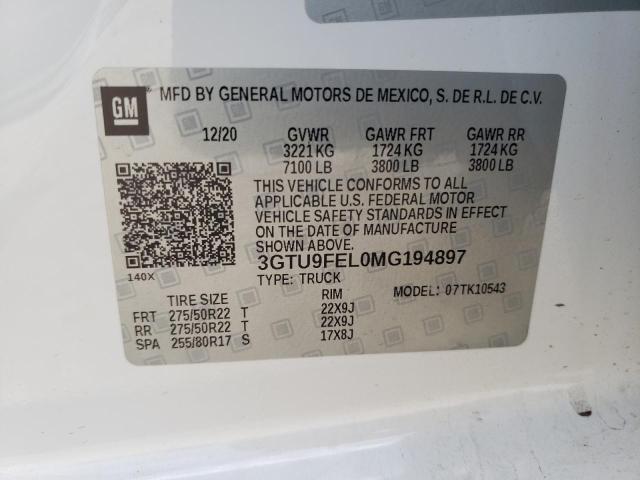 GM MFD BY GENERAL MOTORS DE MEXICO, S. DE R.L. DE C.V.
12/20 GVWR GAWR FRT GAWR RR
3221 KG 1724 KG 1724 KG
7100 LB 3800 LB 3800 LB
THIS VEHICLE CONFORMS TO ALL
APPLICABLE U.S. FEDERAL MOTOR
VEHICLE SAFETY STANDARDS IN EFFECT
ON THE DATE OF MANUFACTURE
SHOWN ABOVE.
140X
3GTU9FEL0MG194897
TYPE: TRUCK
TIRE SIZE RIM MODEL: 07TK10543
FRT 275/50R22 T 22X9J
RR 275/50R22 T 22X9J
SPA 255/80R17 S 17X8J